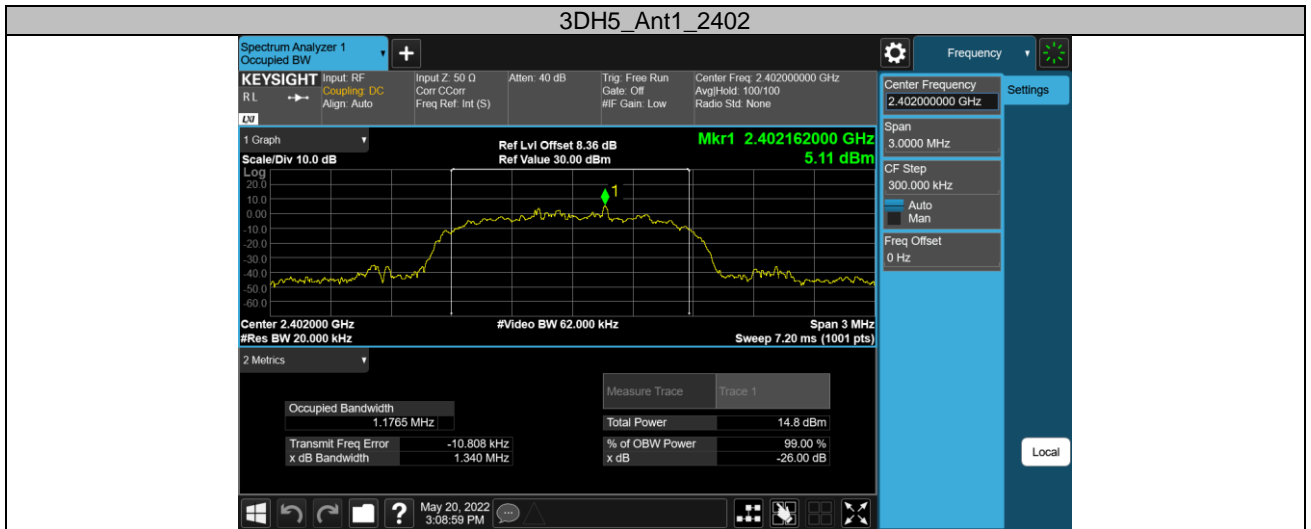 3DH5_Ant1_2402
Spectrum Analyzer 1
Occupied BW
Frequency
KEYSIGHT
R L
LXI
Input: RF
Coupling: DC
Align: Auto
Input Z: 50 Ω
Corr CCorr
Freq Ref: Int (S)
Atten: 40 dB
Trig: Free Run
Gate: Off
#IF Gain: Low
Center Freq: 2.402000000 GHz
Avg|Hold: 100/100
Radio Std: None
Center Frequency
2.402000000 GHz
Settings
Span
3.0000 MHz
CF Step
300.000 kHz
Auto
Man
Freq Offset
0 Hz
Local
1 Graph
Scale/Div 10.0 dB
Ref Lvl Offset 8.36 dB
Ref Value 30.00 dBm
Mkr1 2.402162000 GHz
5.11 dBm
Log
20.0
10.0
0.00
-10.0
-20.0
-30.0
-40.0
-50.0
-60.0
1
Center 2.402000 GHz
#Res BW 20.000 kHz
#Video BW 62.000 kHz
Span 3 MHz
Sweep 7.20 ms (1001 pts)
2 Metrics
Measure Trace
Trace 1
Occupied Bandwidth
1.1765 MHz
Total Power
14.8 dBm
Transmit Freq Error
-10.808 kHz
% of OBW Power
99.00 %
x dB Bandwidth
1.340 MHz
x dB
-26.00 dB
?
May 20, 2022
3:08:59 PM